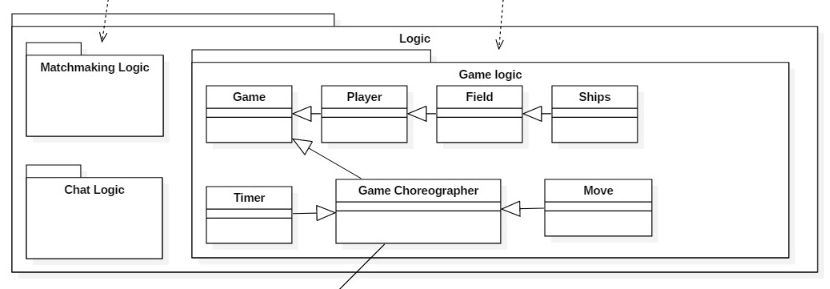 Logic
Matchmaking Logic
Game logic
Game
Player
Field
Ships
Chat Logic
Timer
Game Choreographer
Move